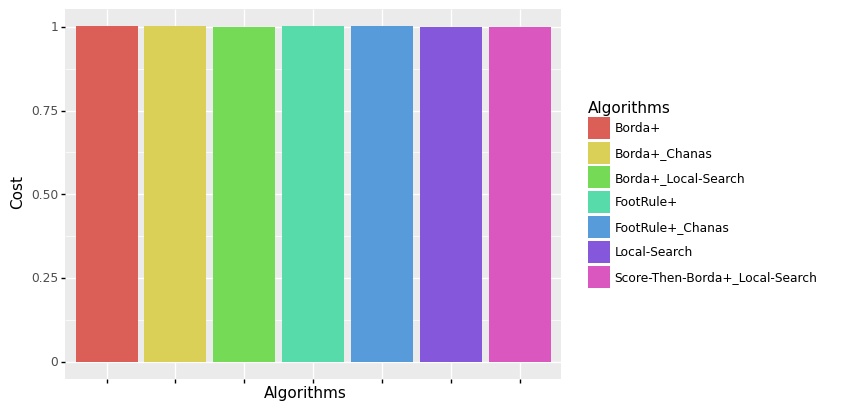 1
0.75
0.50
0.25
0
Cost
Algorithms
Algorithms
Borda+
Borda+_Chanas
Borda+_Local-Search
FootRule+
FootRule+_Chanas
Local-Search
Score-Then-Borda+_Local-Search